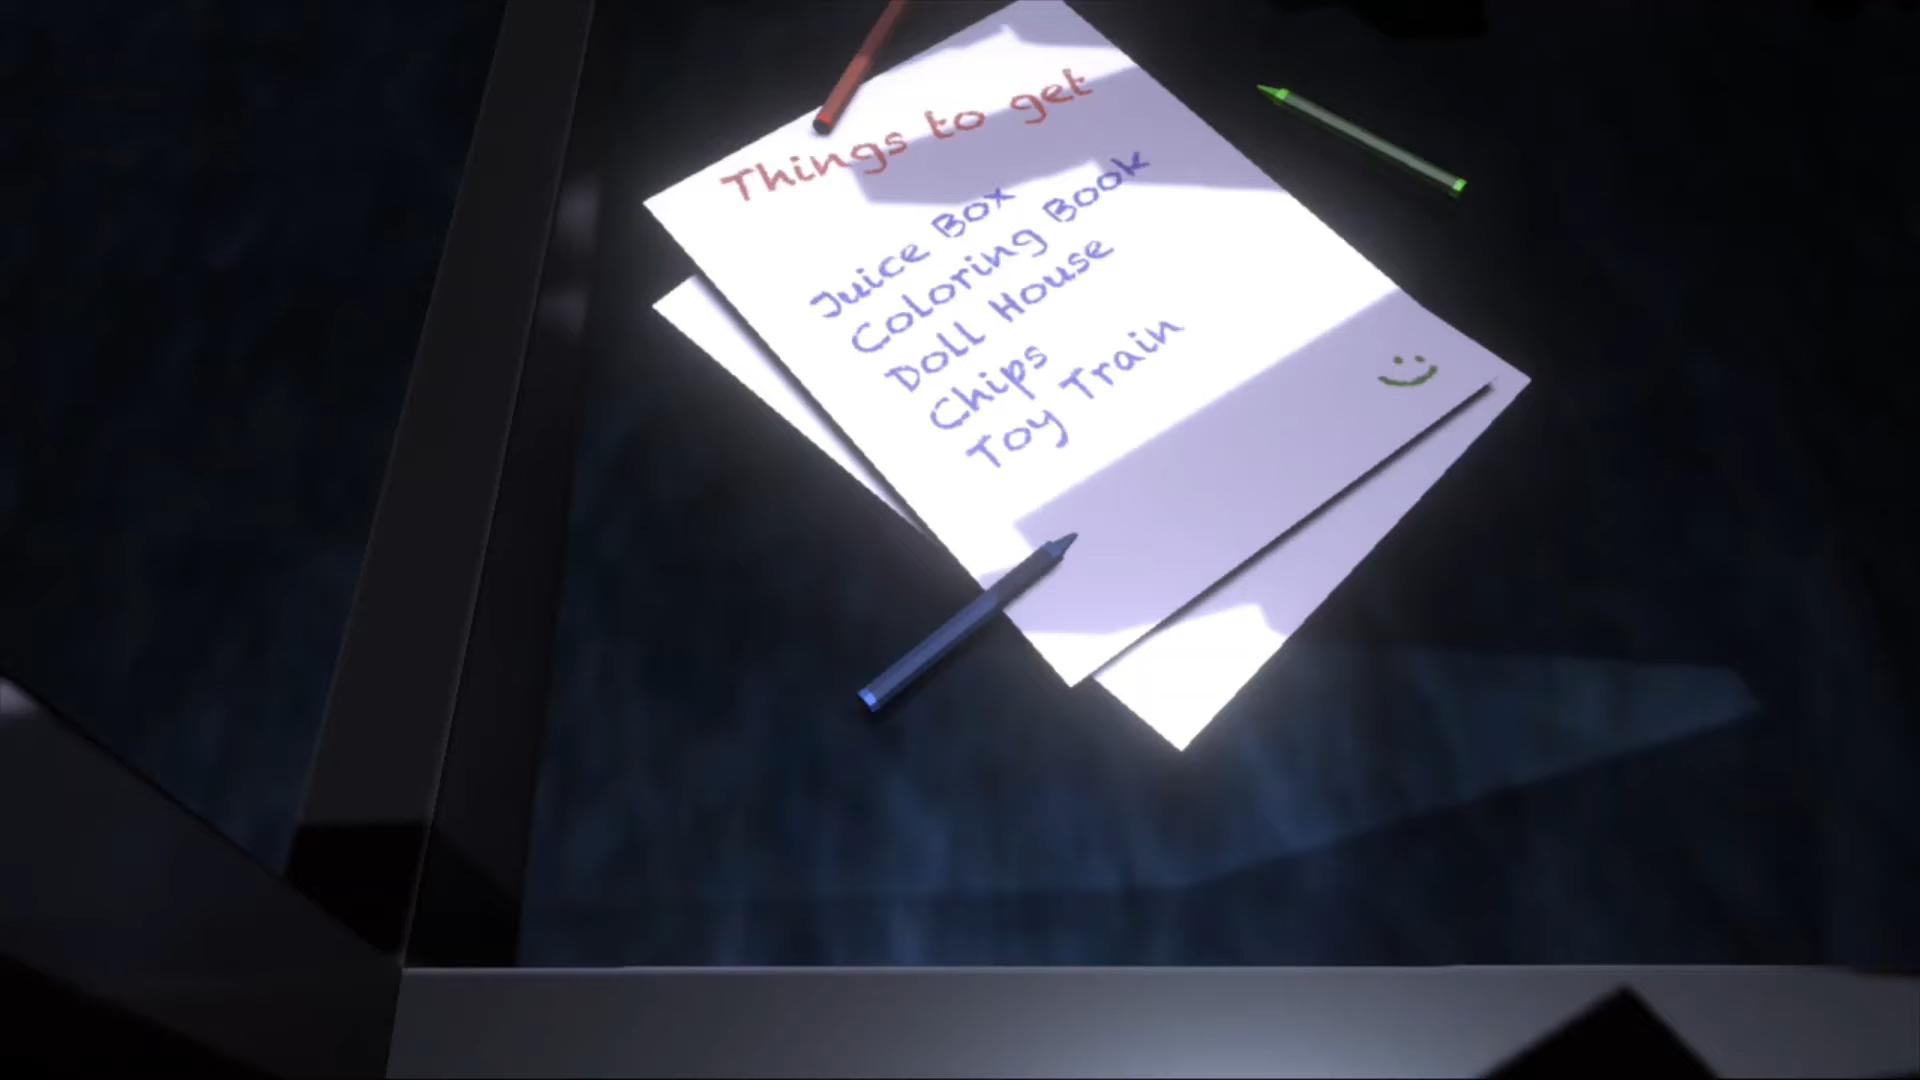 Things to get
Juice Box
Coloring Book
Doll House
Chips
Toy Train